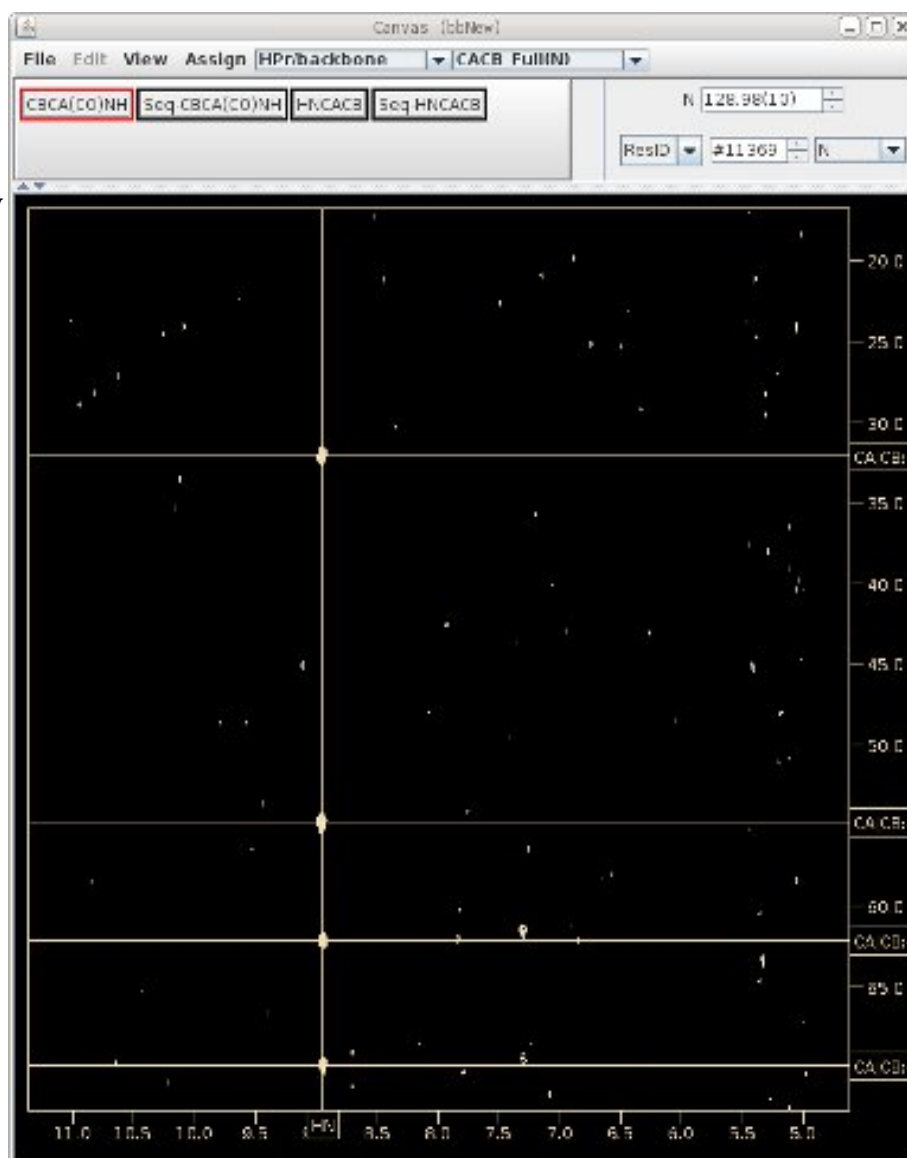 Canvas (bbNew)
File Edit View Assign HPr/backbone CACB Full(N)
CBCA(CO)NH Seq-CBCA(CO)NH HNCACB Seq-HNCACB
N 128.98(10)
ResID #11369 N
20.0
25.0
30.0
CA CB:
35.0
40.0
45.0
50.0
CA CB:
60.0
CA CB:
65.0
CA CB:
11.0 10.5 10.0 9.5 HN 8.5 8.0 7.5 7.0 6.5 6.0 5.5 5.0